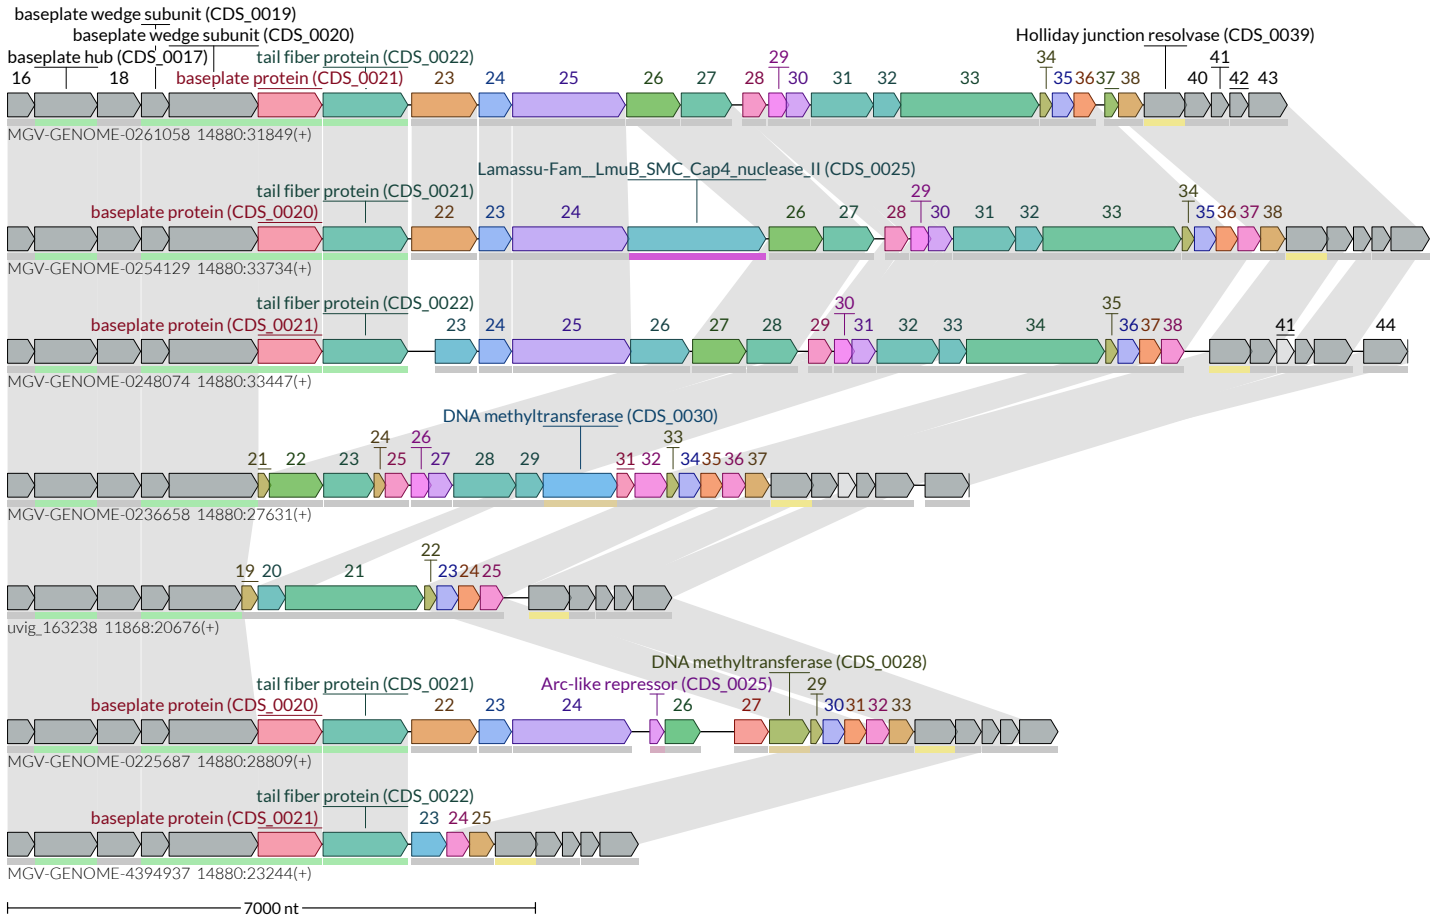 baseplate wedge subunit (CDS_0019)
baseplate wedge subunit (CDS_0020)
baseplate hub (CDS_0017) tail fiber protein (CDS_0022) Holliday junction resolvase (CDS_0039)
29 34 41
16 18 baseplate protein (CDS_0021) 23 24 25 26 27 28 30 31 32 33 35 36 37 38 40 42 43
MGV-GENOME-0261058 14880:31849(+)
Lamassu-Fam__LmuB_SMC_Cap4_nuclease_II (CDS_0025)
tail fiber protein (CDS_0021) 29 34
baseplate protein (CDS_0020) 22 23 24 26 27 28 30 31 32 33 35 36 37 38
MGV-GENOME-0254129 14880:33734(+)
tail fiber protein (CDS_0022) 30 35
baseplate protein (CDS_0021) 23 24 25 26 27 28 29 31 32 33 34 36 37 38 41 44
MGV-GENOME-0248074 14880:33447(+)
DNA methyltransferase (CDS_0030)
24 26 33
21 22 23 25 27 28 29 31 32 34 35 36 37
MGV-GENOME-0236658 14880:27631(+)
22
19 20 21 23 24 25
uvig_163238 11868:20676(+)
DNA methyltransferase (CDS_0028)
tail fiber protein (CDS_0021) Arc-like repressor (CDS_0025) 29
baseplate protein (CDS_0020) 22 23 24 26 27 30 31 32 33
MGV-GENOME-0225687 14880:28809(+)
tail fiber protein (CDS_0022)
baseplate protein (CDS_0021) 23 24 25
MGV-GENOME-4394937 14880:23244(+)
7000 nt